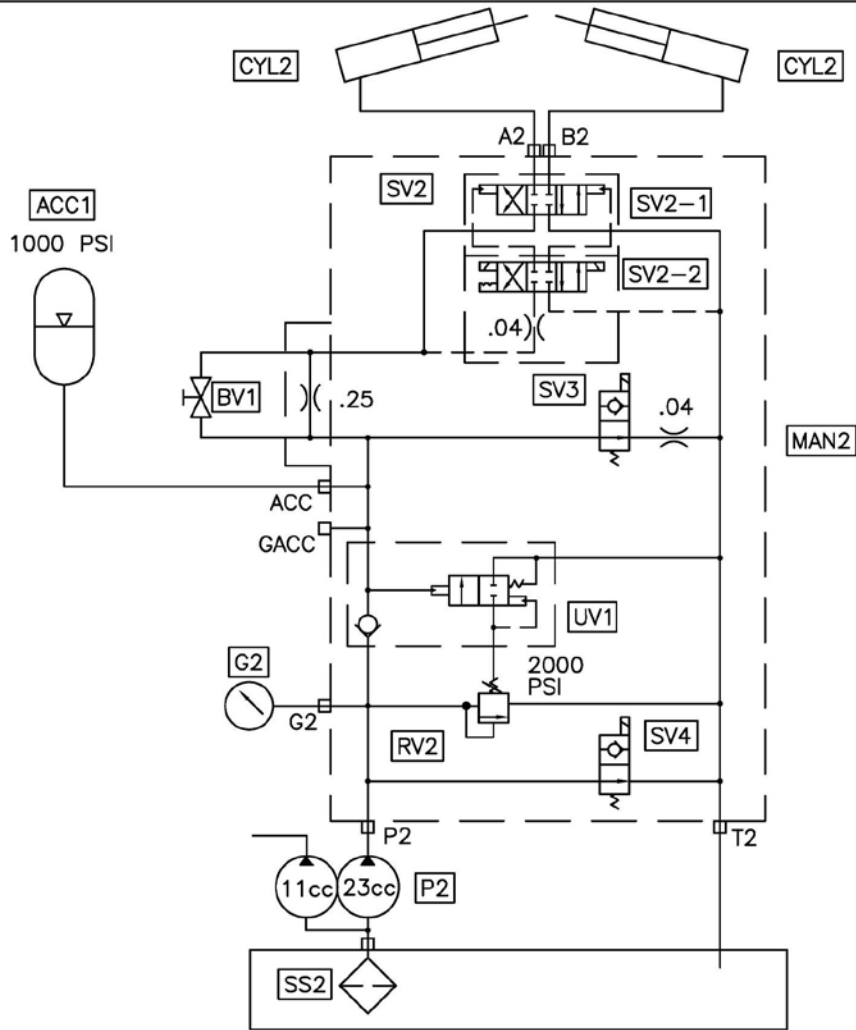 CYL2
CYL2
A2
B2
SV2
SV2-1
ACC1
1000 PSI
SV2-2
.04
BV1
.25
SV3
.04
MAN2
ACC
GACC
UV1
G2
2000
PSI
G2
RV2
SV4
P2
T2
11cc
23cc
P2
SS2